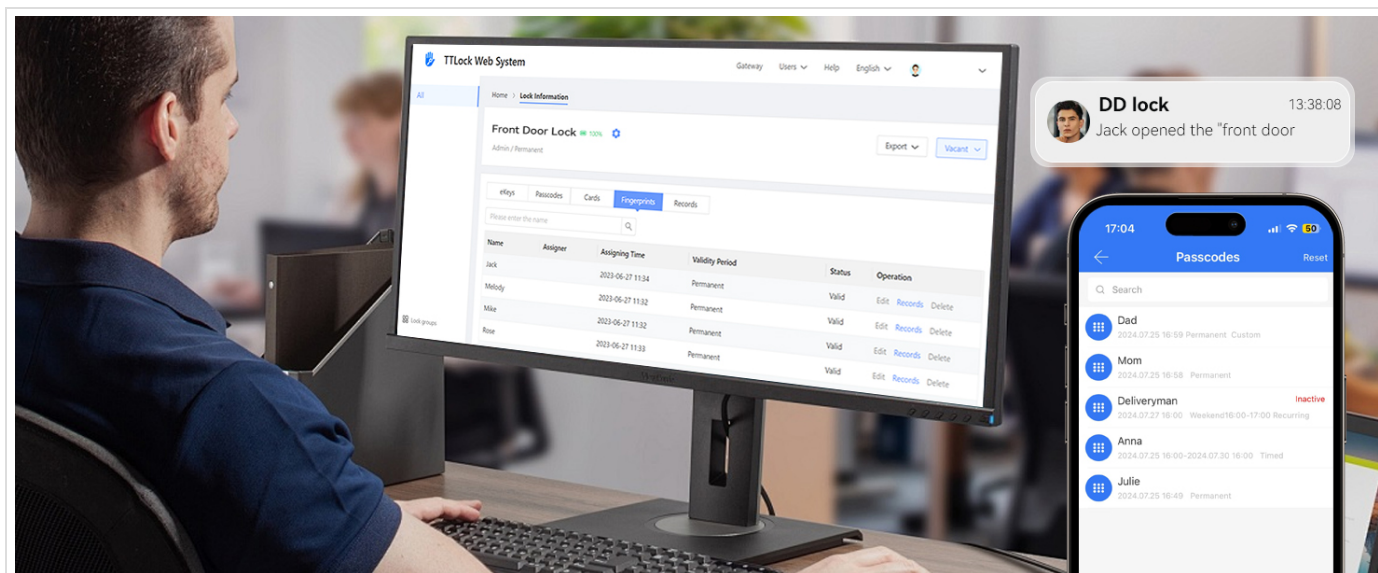 TTLock Web System
Gateway Users Help English
All
Home > Lock Information
Front Door Lock 100%
Admin / Permanent
Export Vacant
eKeys Passcodes Cards Fingerprints Records
Please enter the name
Name Assigner Assigning Time Validity Period Status Operation
Jack 2023-06-27 11:34 Permanent Valid Edit Records Delete
Melody 2023-06-27 11:32 Permanent Valid Edit Records Delete
Mike 2023-06-27 11:32 Permanent Valid Edit Records Delete
Rose 2023-06-27 11:33 Permanent Valid Edit Records Delete
Lock groups
ViewSonic
DD lock 13:38:08
Jack opened the "front door
17:04 50
Passcodes Reset
Search
Dad
2024.07.25 16:59 Permanent Custom
Mom
2024.07.25 16:58 Permanent
Deliveryman Inactive
2024.07.27 16:00 Weekend16:00-17:00 Recurring
Anna
2024.07.25 16:00-2024.07.30 16:00 Timed
Julie
2024.07.25 16:49 Permanent